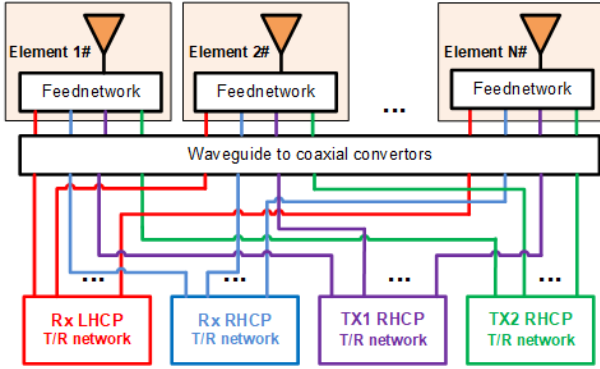 Element 1#
Element 2#
Element N#
Feednetwork
Feednetwork
Feednetwork
...
Waveguide to coaxial convertors
...
...
...
...
Rx LHCP
T/R network
Rx RHCP
T/R network
TX1 RHCP
T/R network
TX2 RHCP
T/R network